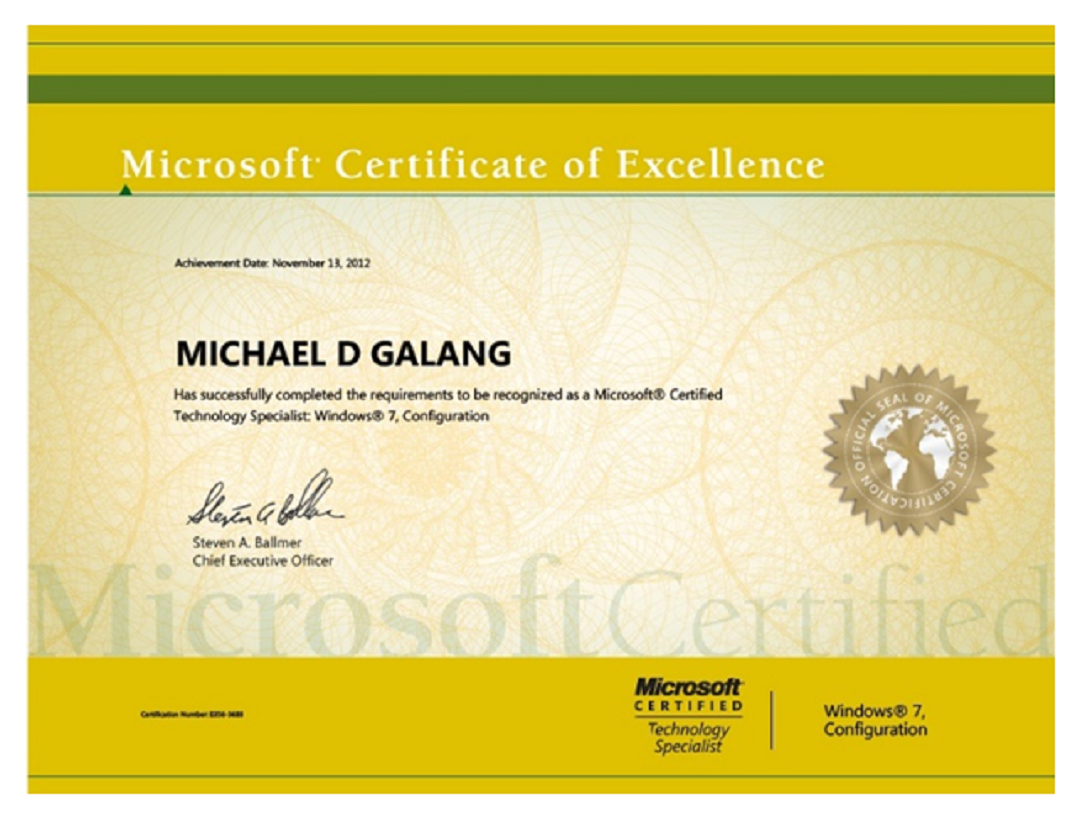 Microsoft® Certificate of Excellence
Achievement Date: November 13, 2012
MICHAEL D GALANG
Has successfully completed the requirements to be recognized as a Microsoft® Certified
Technology Specialist: Windows® 7, Configuration
OFFICIAL SEAL OF MICROSOFT CERTIFICATION
Steven A. Ballmer
Steven A. Ballmer
Chief Executive Officer
Microsoft Certified
Certification Number:
Microsoft
CERTIFIED
Technology
Specialist
Windows® 7,
Configuration